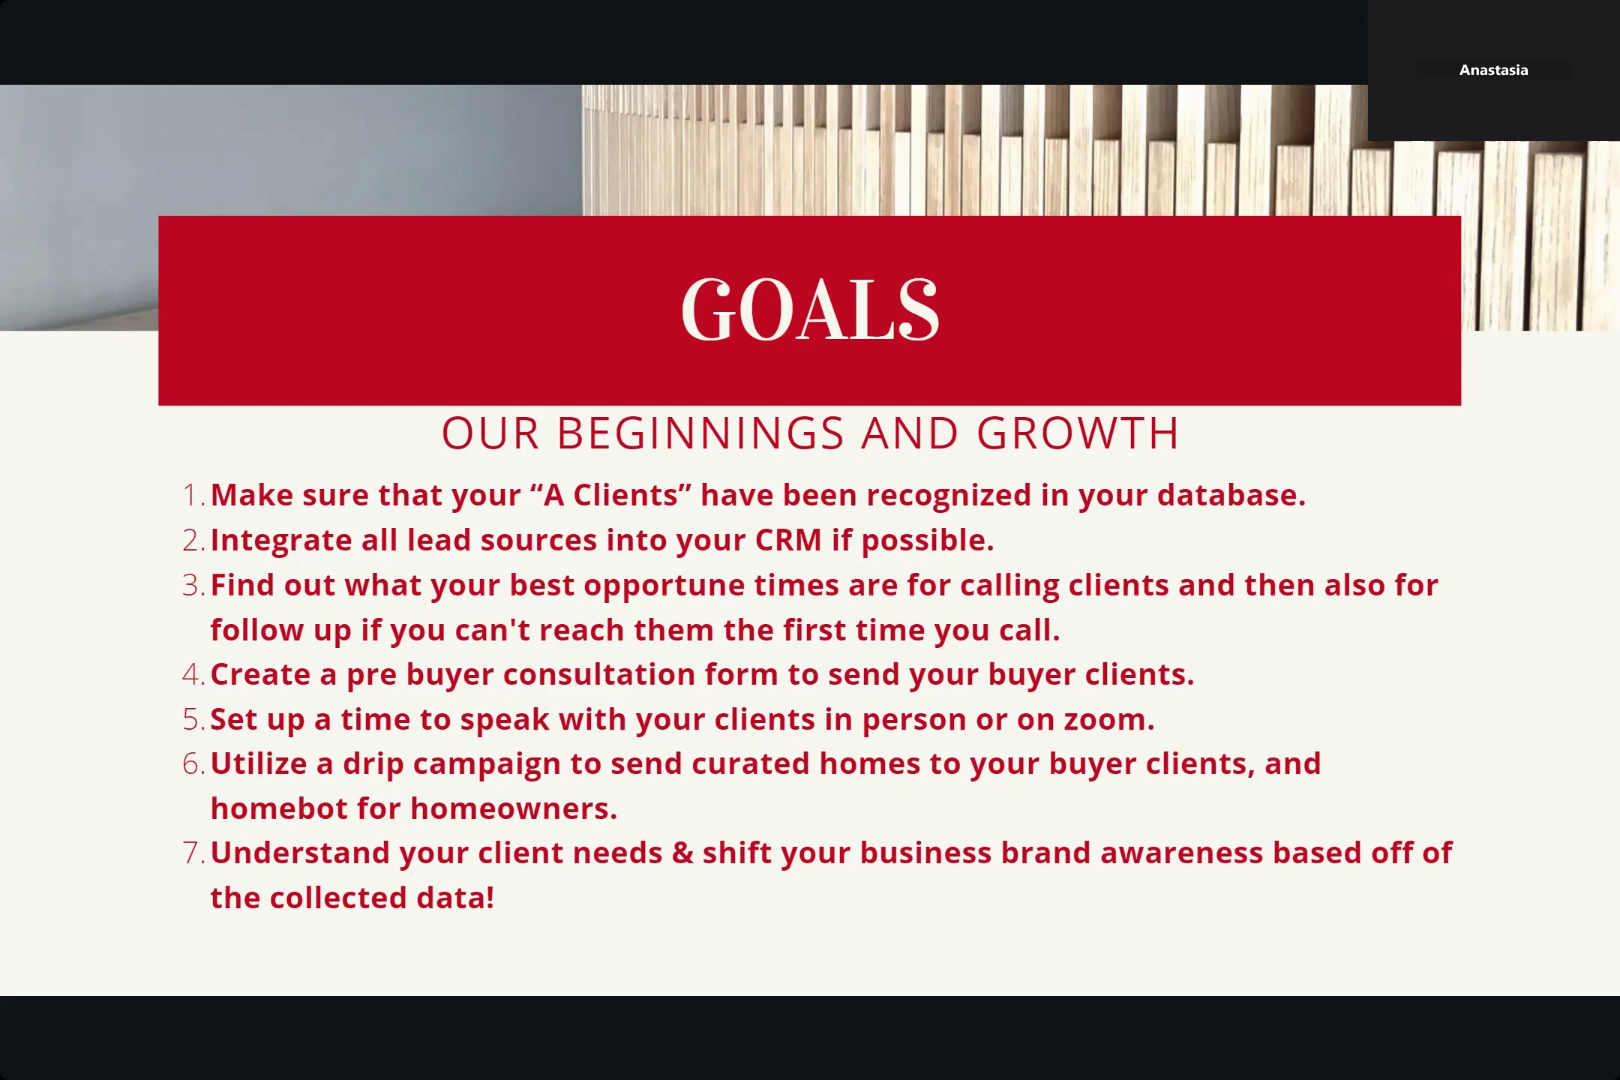 Anastasia
GOALS
OUR BEGINNINGS AND GROWTH
1. Make sure that your “A Clients” have been recognized in your database.
2. Integrate all lead sources into your CRM if possible.
3. Find out what your best opportune times are for calling clients and then also for
follow up if you can't reach them the first time you call.
4. Create a pre buyer consultation form to send your buyer clients.
5. Set up a time to speak with your clients in person or on zoom.
6. Utilize a drip campaign to send curated homes to your buyer clients, and
homebot for homeowners.
7. Understand your client needs & shift your business brand awareness based off of
the collected data!